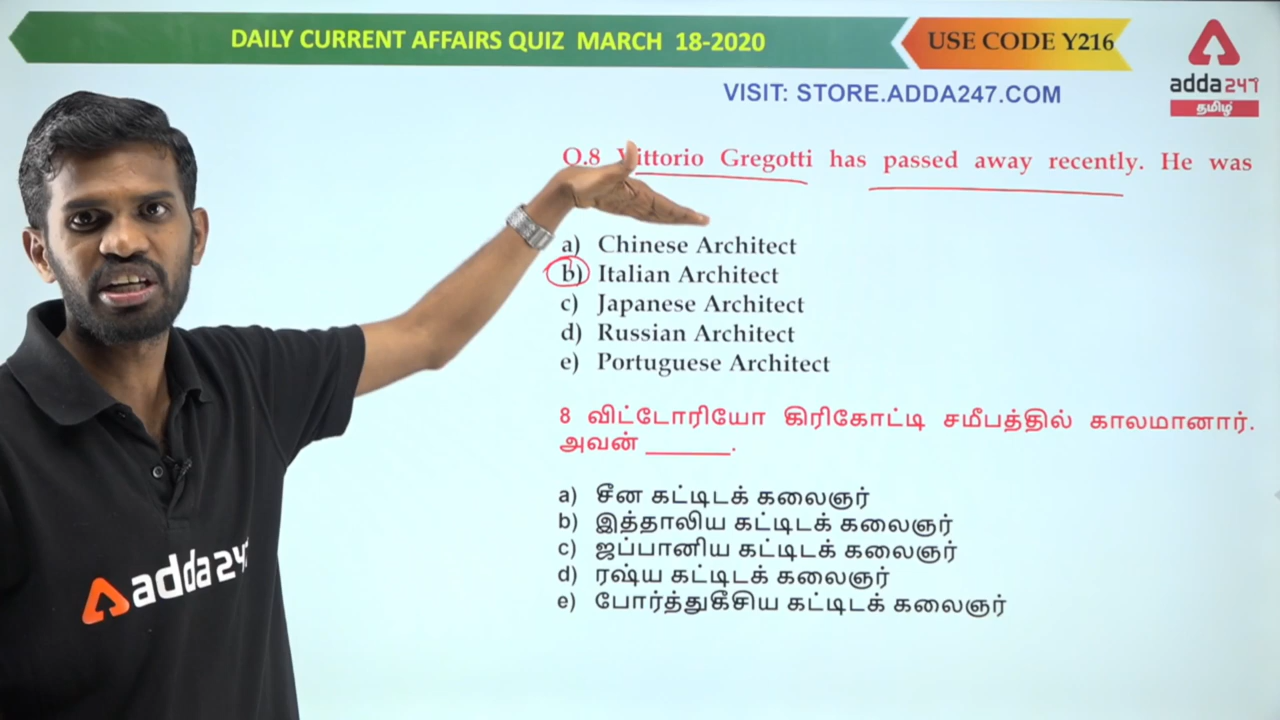 DAILY CURRENT AFFAIRS QUIZ MARCH 18-2020
USE CODE Y216
adda247
தமிழ்
VISIT: STORE.ADDA247.COM
Q.8 Vittorio Gregotti has passed away recently. He was
a) Chinese Architect
b) Italian Architect
c) Japanese Architect
d) Russian Architect
e) Portuguese Architect
8 விட்டோரியோ கிரிகோட்டி சமீபத்தில் காலமானார்.
அவன் ______.
a) சீன கட்டிடக் கலைஞர்
b) இத்தாலிய கட்டிடக் கலைஞர்
c) ஜப்பானிய கட்டிடக் கலைஞர்
d) ரஷ்ய கட்டிடக் கலைஞர்
e) போர்த்துகீசிய கட்டிடக் கலைஞர்
adda247